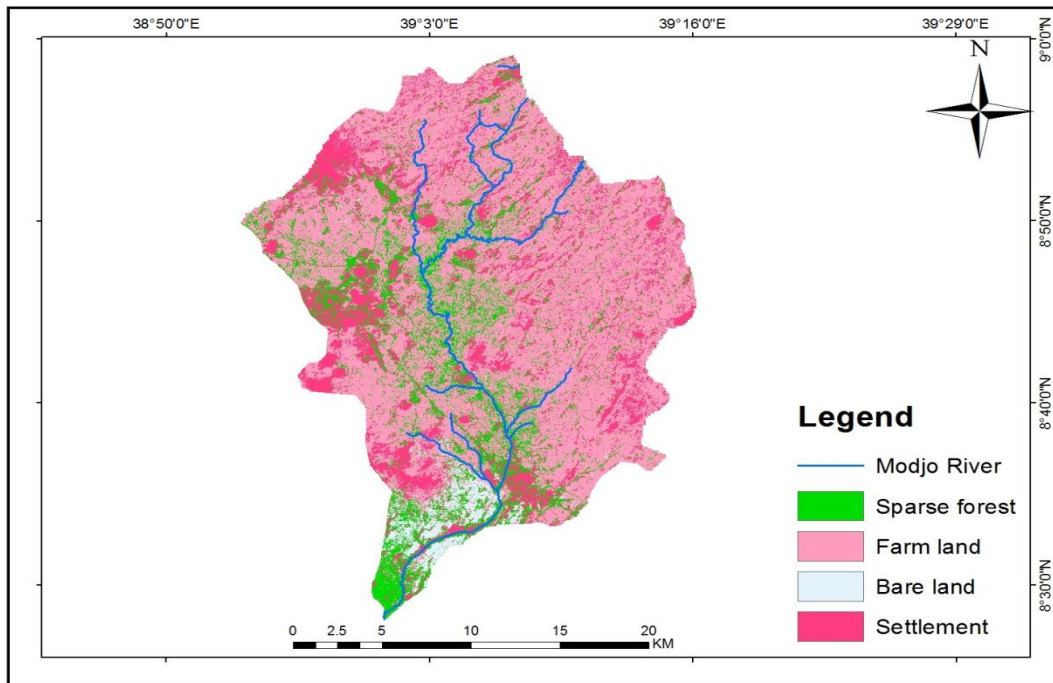 38°50'0"E 39°3'0"E 39°16'0"E 39°29'0"E
9°0'0"N
N
8°50'0"N
8°40'0"N
Legend
Modjo River
Sparse forest
Farm land
Bare land
8°30'0"N
Settlement
0 2.5 5 10 15 20
KM